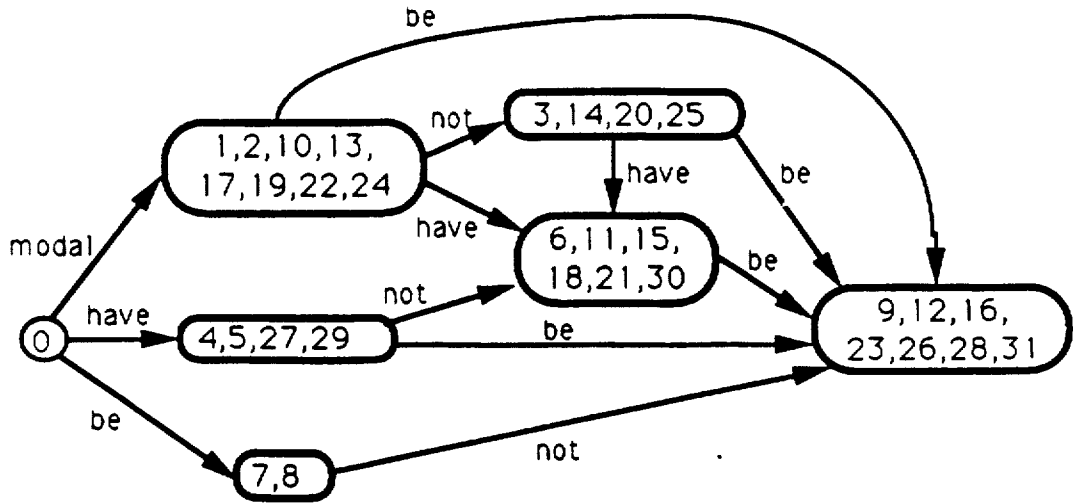 be
not
3,14,20,25
1,2,10,13,
17,19,22,24
have
be
have
modal
6,11,15,
18,21,30
be
not
have
0
4,5,27,29
be
9,12,16,
23,26,28,31
be
not
7,8